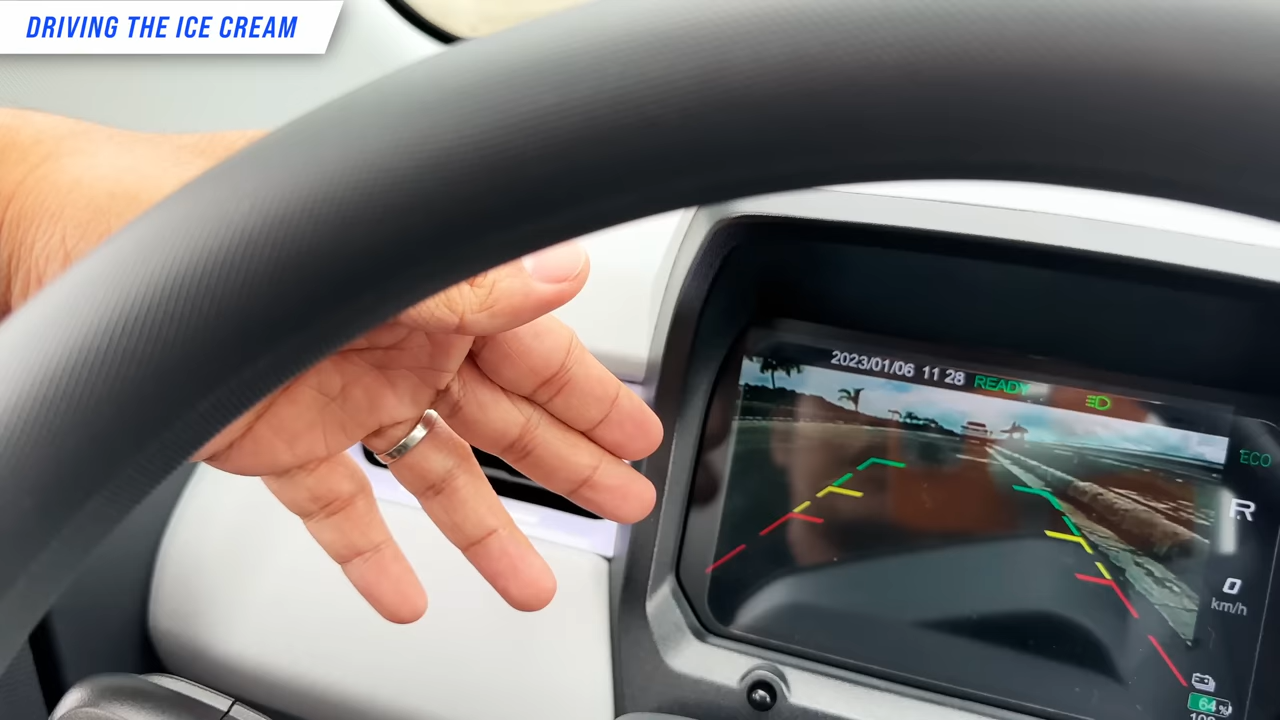 DRIVING THE ICE CREAM
2023/01/06 11 28 READY
ECO
R
0
km/h
64%